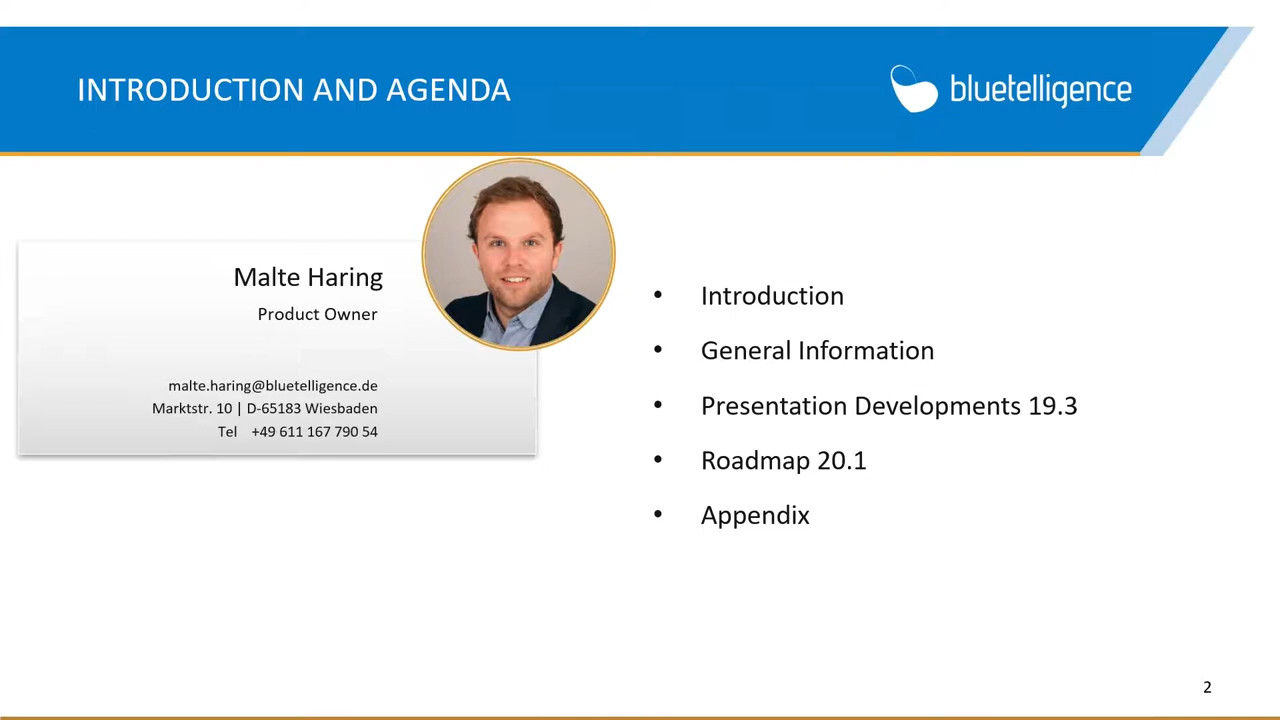 INTRODUCTION AND AGENDA
bluetelligence
Malte Haring
Product Owner
malte.haring@bluetelligence.de
Marktstr. 10 | D-65183 Wiesbaden
Tel +49 611 167 790 54
• Introduction
• General Information
• Presentation Developments 19.3
• Roadmap 20.1
• Appendix
2